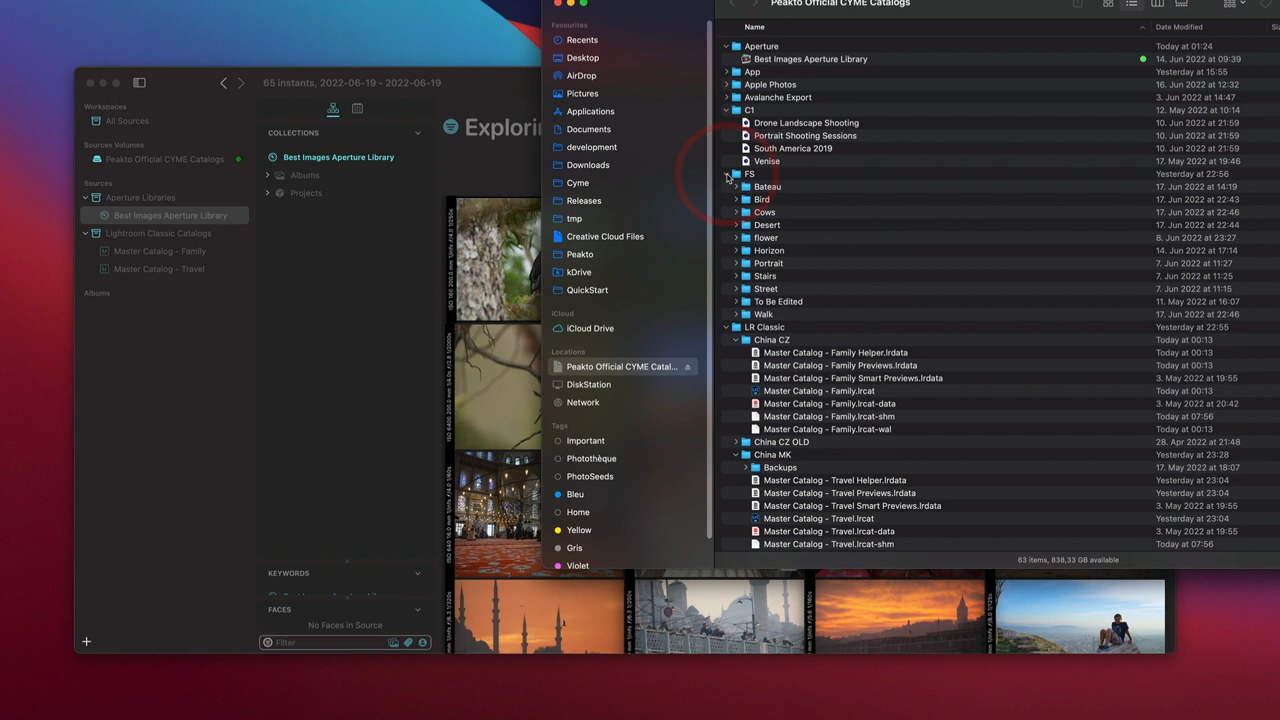 65 instants, 2022-06-19 - 2022-06-19
Workspaces
All Sources
Sources Volumes
Peakto Official CYME Catalogs
Sources
Aperture Libraries
Best Images Aperture Library
Lightroom Classic Catalogs
Master Catalog - Family
Master Catalog - Travel
Albums
COLLECTIONS
Best Images Aperture Library
Albums
Projects
KEYWORDS
FACES
No Faces in Source
Filter
Favourites
Recents
Desktop
AirDrop
Pictures
Applications
Documents
development
Downloads
Cyme
Releases
tmp
Creative Cloud Files
Peakto
kDrive
QuickStart
iCloud
iCloud Drive
Locations
Peakto Official CYME Catal...
DiskStation
Network
Tags
Important
Photothèque
PhotoSeeds
Bleu
Home
Yellow
Gris
Violet
Peakto Official CYME Catalogs
Name Date Modified
Aperture Today at 01:24
Best Images Aperture Library 14. Jun 2022 at 09:39
App Yesterday at 15:55
Apple Photos 16. Jun 2022 at 12:32
Avalanche Export 3. Jun 2022 at 14:47
C1 12. May 2022 at 10:14
Drone Landscape Shooting 10. Jun 2022 at 21:59
Portrait Shooting Sessions 10. Jun 2022 at 21:59
South America 2019 10. Jun 2022 at 21:59
Venise 17. May 2022 at 19:46
FS Yesterday at 22:56
Bateau 17. Jun 2022 at 14:19
Bird 17. Jun 2022 at 22:43
Cows 17. Jun 2022 at 22:46
Desert 17. Jun 2022 at 22:44
flower 8. Jun 2022 at 23:27
Horizon 14. Jun 2022 at 17:14
Portrait 7. Jun 2022 at 11:27
Stairs 7. Jun 2022 at 11:25
Street 7. Jun 2022 at 11:15
To Be Edited 11. May 2022 at 16:07
Walk 17. Jun 2022 at 22:46
LR Classic Yesterday at 22:55
China CZ Today at 00:13
Master Catalog - Family Helper.lrdata Today at 00:13
Master Catalog - Family Previews.lrdata Today at 00:13
Master Catalog - Family Smart Previews.lrdata 3. May 2022 at 19:55
Master Catalog - Family.lrcat Today at 00:13
Master Catalog - Family.lrcat-data 3. May 2022 at 20:42
Master Catalog - Family.lrcat-shm Today at 07:56
Master Catalog - Family.lrcat-wal Today at 00:13
China CZ OLD 28. Apr 2022 at 21:48
China MK Yesterday at 23:28
Backups 17. May 2022 at 18:07
Master Catalog - Travel Helper.lrdata Yesterday at 23:04
Master Catalog - Travel Previews.lrdata Yesterday at 23:04
Master Catalog - Travel Smart Previews.lrdata 3. May 2022 at 19:55
Master Catalog - Travel.lrcat Yesterday at 23:04
Master Catalog - Travel.lrcat-data 3. May 2022 at 19:55
Master Catalog - Travel.lrcat-shm Today at 07:56
63 items, 838,33 GB available